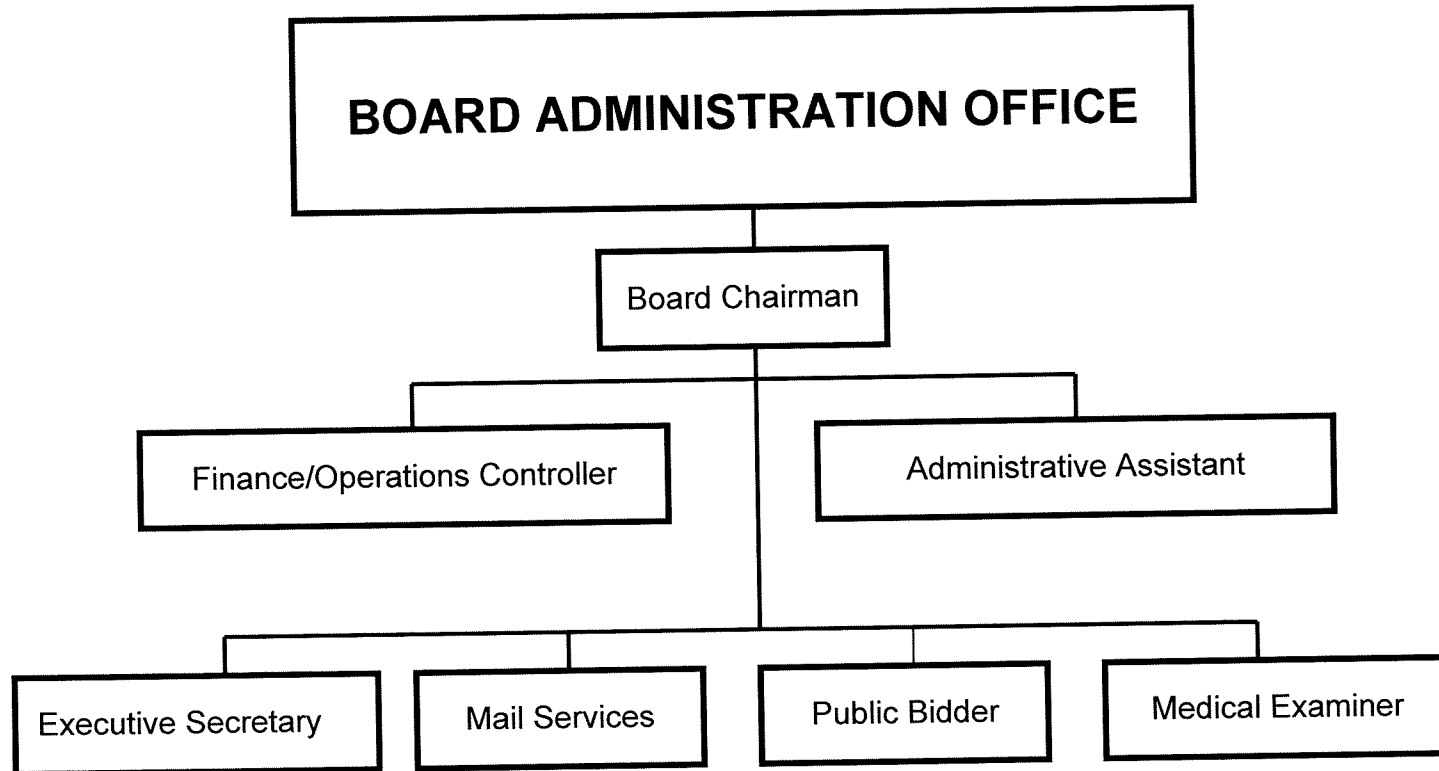 BOARD ADMINISTRATION OFFICE
Board Chairman
Finance/Operations Controller
Administrative Assistant
Executive Secretary
Mail Services
Public Bidder
Medical Examiner